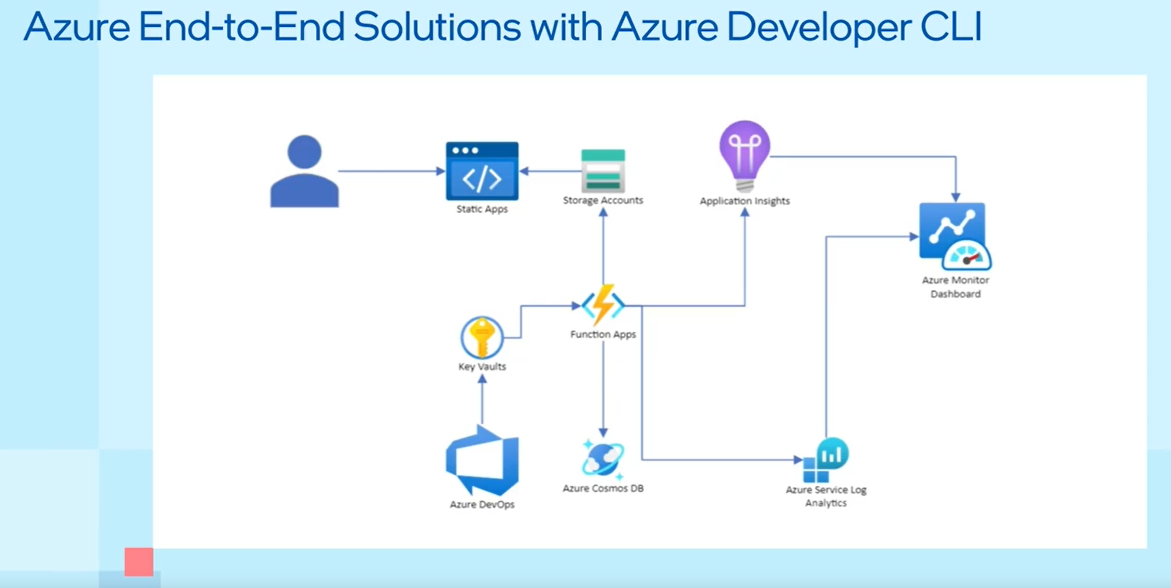 Azure End-to-End Solutions with Azure Developer CLI
</>
Static Apps
Storage Accounts
Application Insights
Azure Monitor
Dashboard
Function Apps
Key Vaults
Azure DevOps
Azure Cosmos DB
Azure Service Log
Analytics